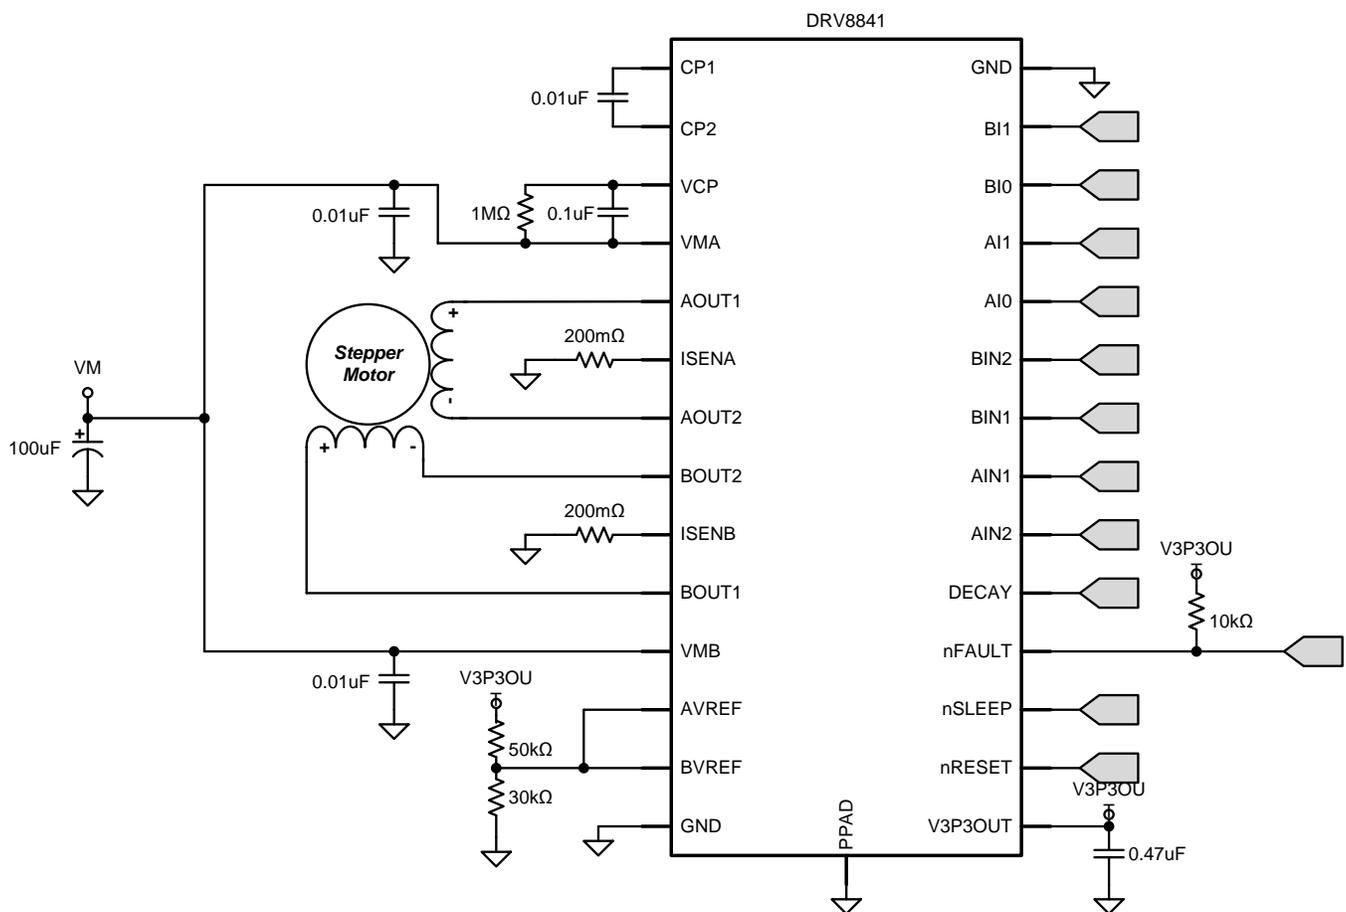 DRV8841
CP1
GND
0.01uF
CP2
BI1
VCP
BI0
0.01uF
1MΩ
0.1uF
VMA
AI1
AOUT1
AI0
+
200mΩ
Stepper
Motor
ISENA
BIN2
VM
-
AOUT2
BIN1
100uF
+
+
-
BOUT2
AIN1
200mΩ
ISENB
AIN2
V3P3OU
BOUT1
DECAY
10kΩ
VMB
nFAULT
0.01uF
V3P3OU
AVREF
nSLEEP
50kΩ
BVREF
nRESET
V3P3OU
30kΩ
GND
PPAD
V3P3OUT
0.47uF